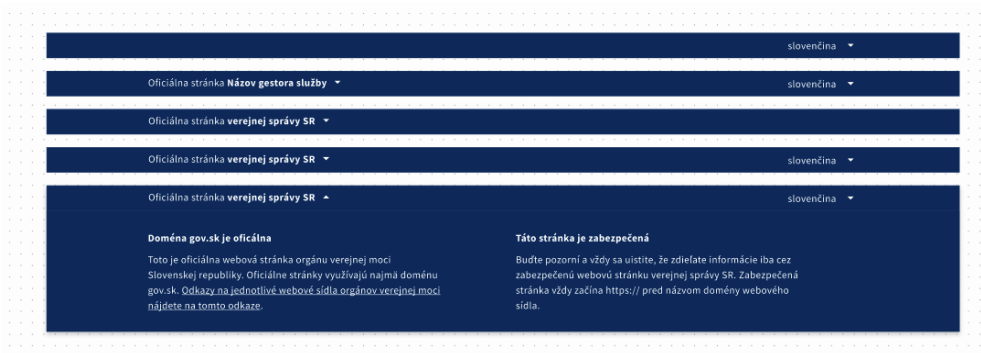 slovenčina
Oficiálna stránka Názov gestora služby slovenčina
Oficiálna stránka verejnej správy SR
Oficiálna stránka verejnej správy SR slovenčina
Oficiálna stránka verejnej správy SR slovenčina
Doména gov.sk je oficálna
Toto je oficiálna webová stránka orgánu verejnej moci
Slovenskej republiky. Oficiálne stránky využívajú najmä doménu
gov.sk. Odkazy na jednotlivé webové sídla orgánov verejnej moci
nájdete na tomto odkaze.
Táto stránka je zabezpečená
Buďte pozorní a vždy sa uistite, že zdieľate informácie iba cez
zabezpečenú webovú stránku verejnej správy SR. Zabezpečená
stránka vždy začína https:// pred názvom domény webového
sídla.